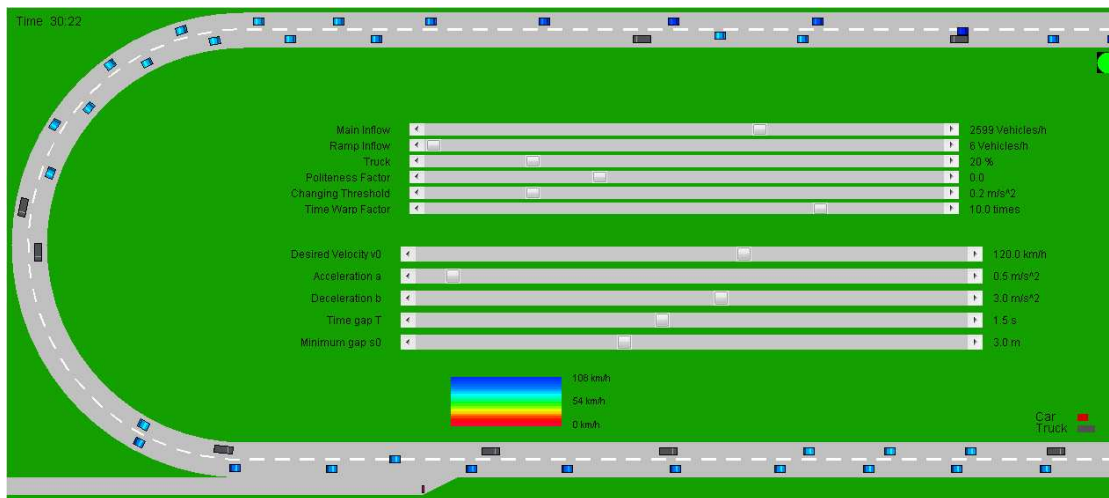 Time 30:22
Main Inflow 2599 Vehicles/h
Ramp Inflow 6 Vehicles/h
Truck 20 %
Politeness Factor 0.0
Changing Threshold 0.2 m/s^2
Time Warp Factor 10.0 times
Desired Velocity v0 120.0 km/h
Acceleration a 0.5 m/s^2
Deceleration b 3.0 m/s^2
Time gap T 1.5 s
Minimum gap s0 3.0 m
108 km/h
54 km/h
0 km/h
Car
Truck